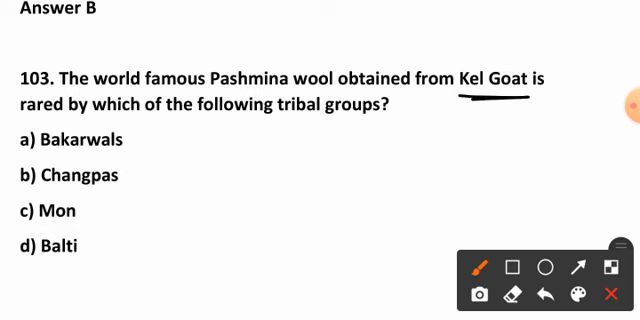 Answer B
103. The world famous Pashmina wool obtained from Kel Goat is
rared by which of the following tribal groups?
a) Bakarwals
b) Changpas
c) Mon
d) Balti